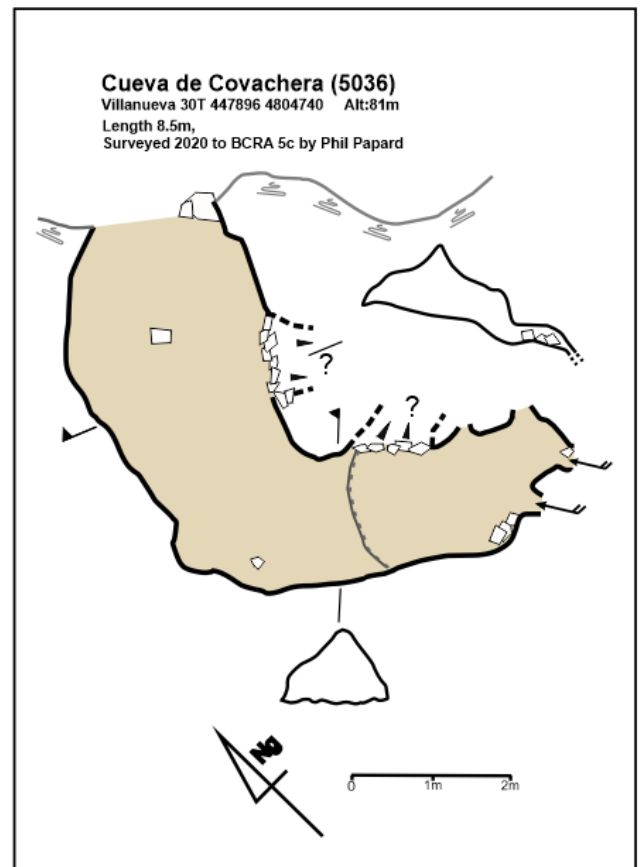 Cueva de Covachera (5036)
Villanueva 30T 447896 4804740 Alt:81m
Length 8.5m,
Surveyed 2020 to BCRA 5c by Phil Papard
?
?
0 1m 2m